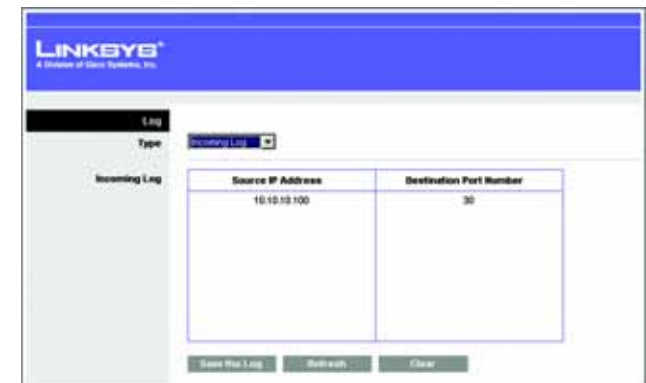 LINKSYS®
A Division of Cisco Systems, Inc.
Log
Type
Incoming Log
Incoming Log
Source IP Address Destination Port Number
10.10.10.100 30
Save the Log Refresh Clear